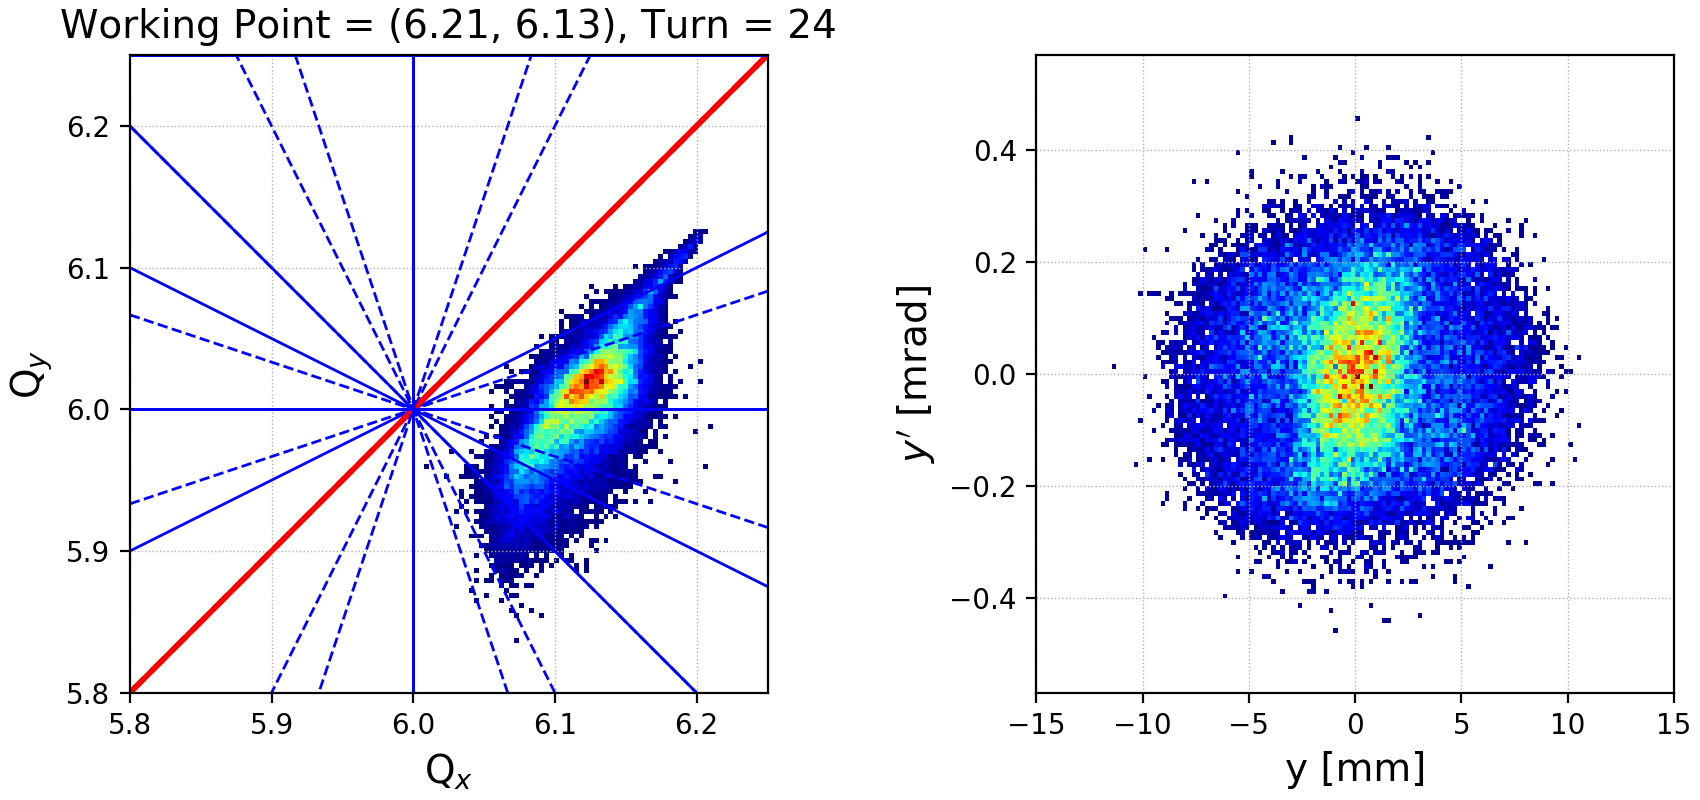 Working Point = (6.21, 6.13), Turn = 24
6.2
6.1
6.0
5.9
5.8
Q_y
5.8 5.9 6.0 6.1 6.2
Q_x
0.4
0.2
0.0
−0.2
−0.4
y′ [mrad]
−15 −10 −5 0 5 10 15
y [mm]